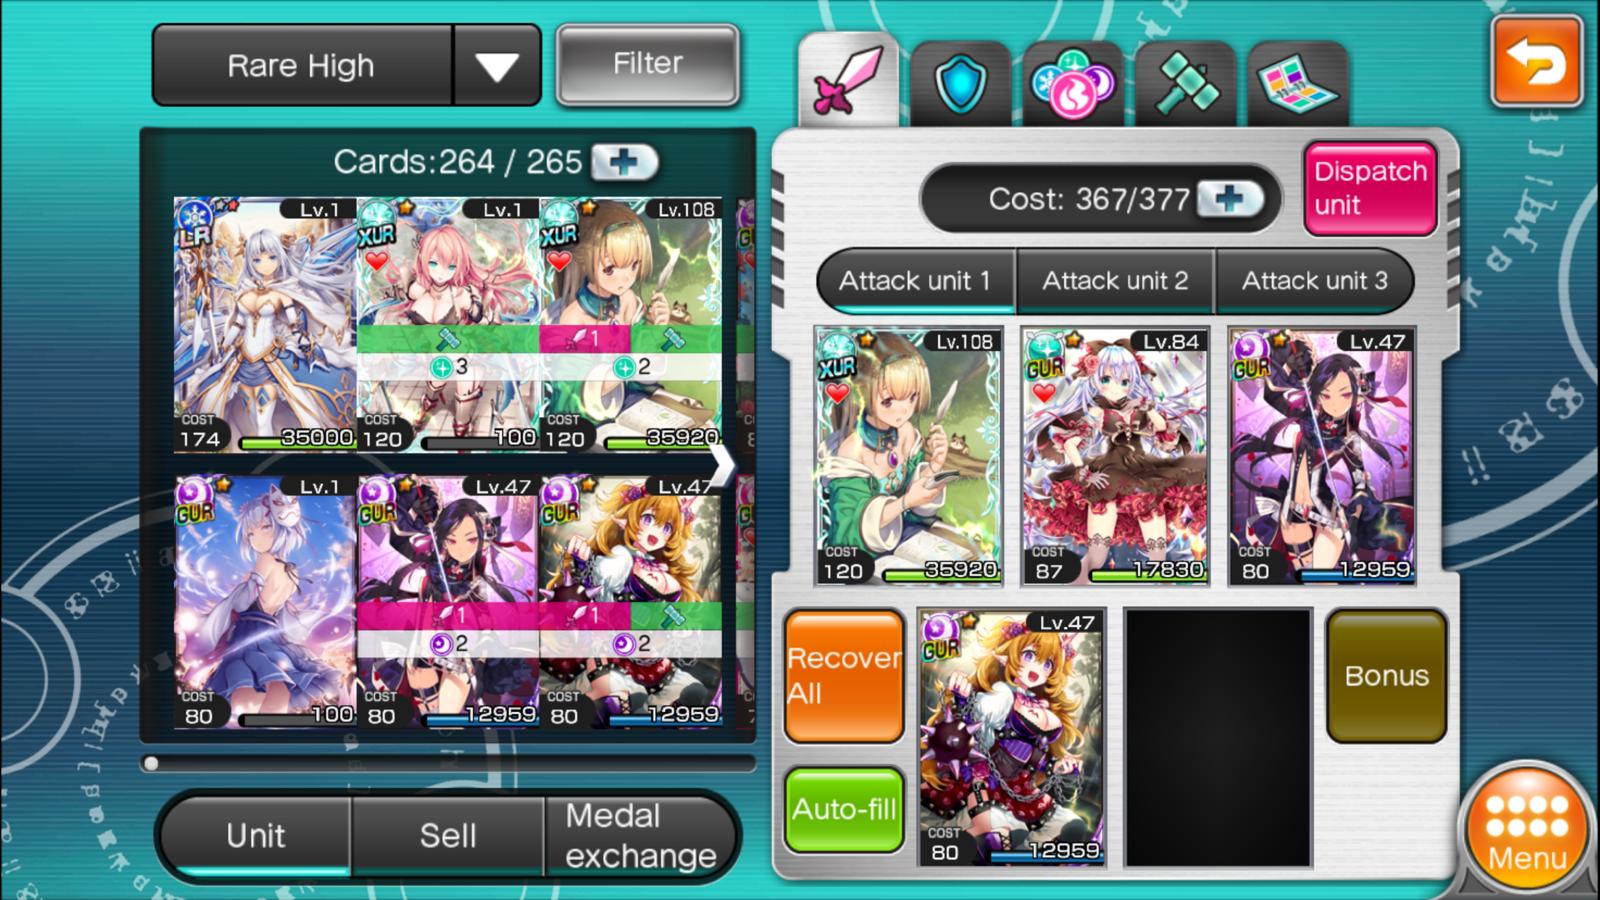 Rare High
Filter
Cards:264 / 265
LR
Lv.1
COST
174
35000
XUR
Lv.1
3
COST
120
100
XUR
Lv.108
1
2
COST
120
35920
GUR
Lv.1
COST
80
100
GUR
Lv.47
1
2
COST
80
12959
GUR
Lv.47
1
2
COST
80
12959
Unit
Sell
Medal
exchange
Cost: 367/377
Dispatch
unit
Attack unit 1
Attack unit 2
Attack unit 3
XUR
Lv.108
COST
120
35920
GUR
Lv.84
COST
87
17830
GUR
Lv.47
COST
80
12959
Recover
All
Auto-fill
GUR
Lv.47
COST
80
12959
Bonus
Menu